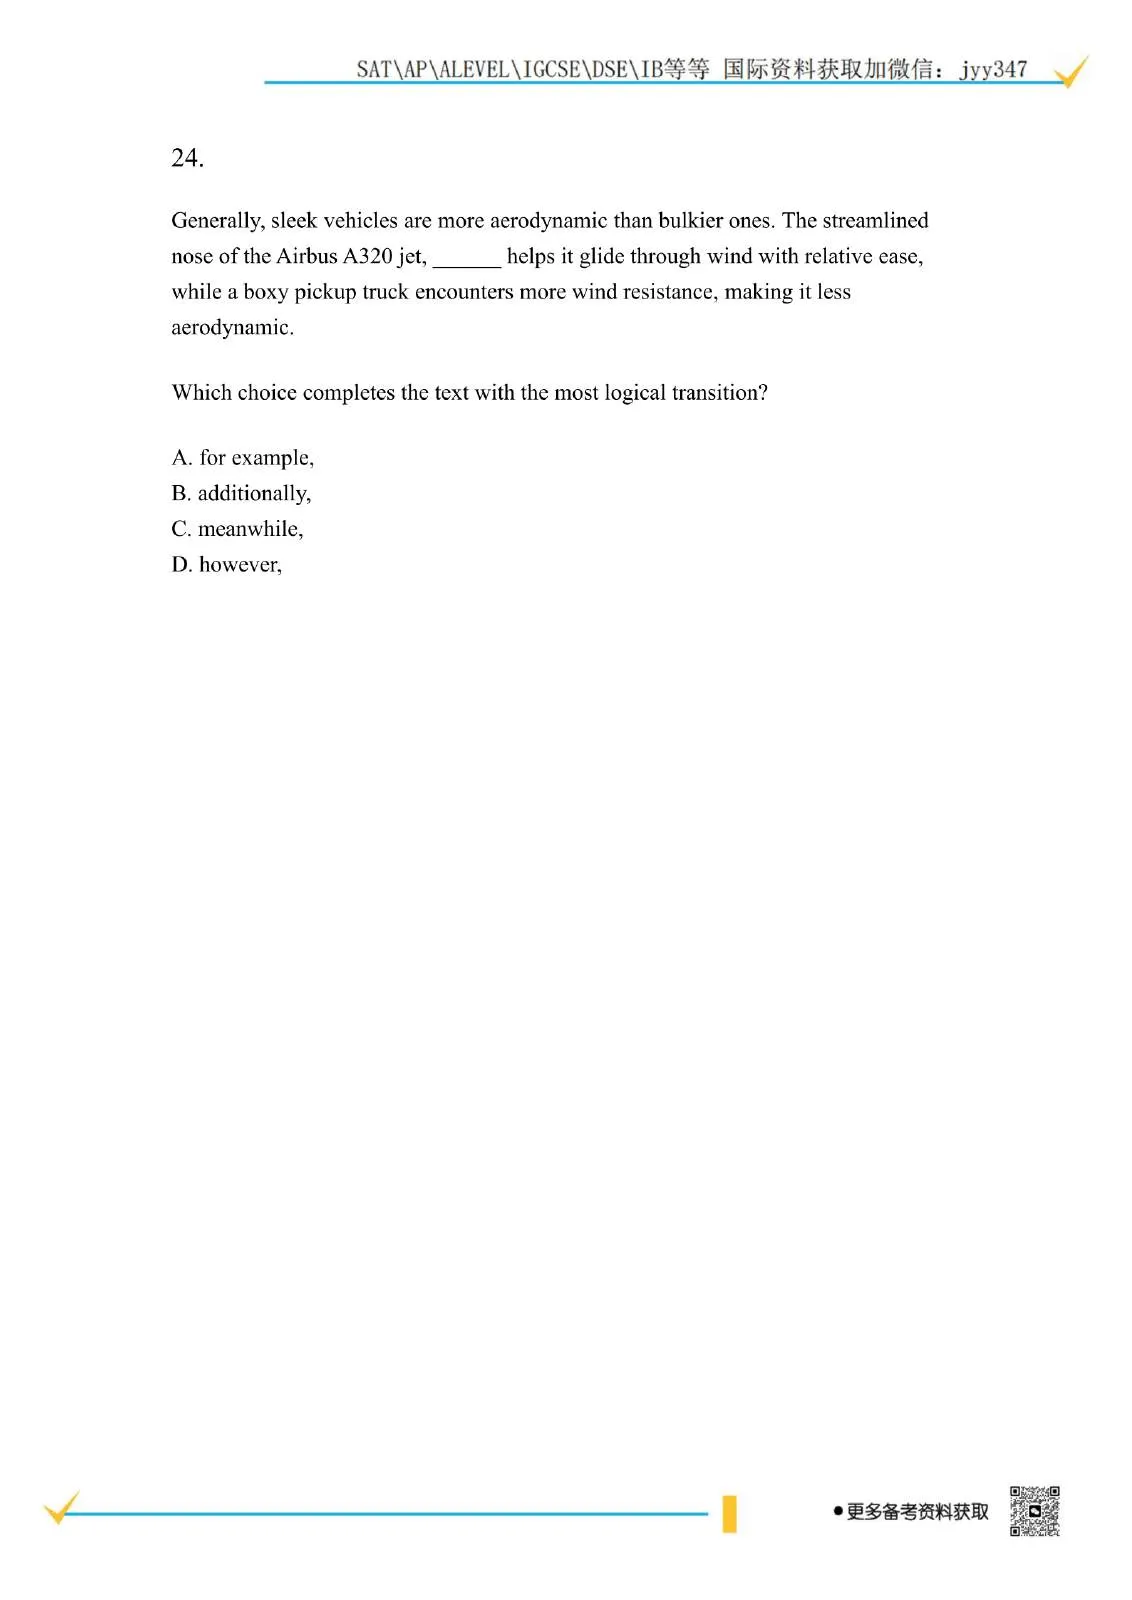 SAT\AP\ALEVEL\IGCSE\DSE\IB等等 国际资料获取加微信：jyy347
24.
Generally, sleek vehicles are more aerodynamic than bulkier ones. The streamlined
nose of the Airbus A320 jet, ______ helps it glide through wind with relative ease,
while a boxy pickup truck encounters more wind resistance, making it less
aerodynamic.
Which choice completes the text with the most logical transition?
A. for example,
B. additionally,
C. meanwhile,
D. however,
●更多备考资料获取